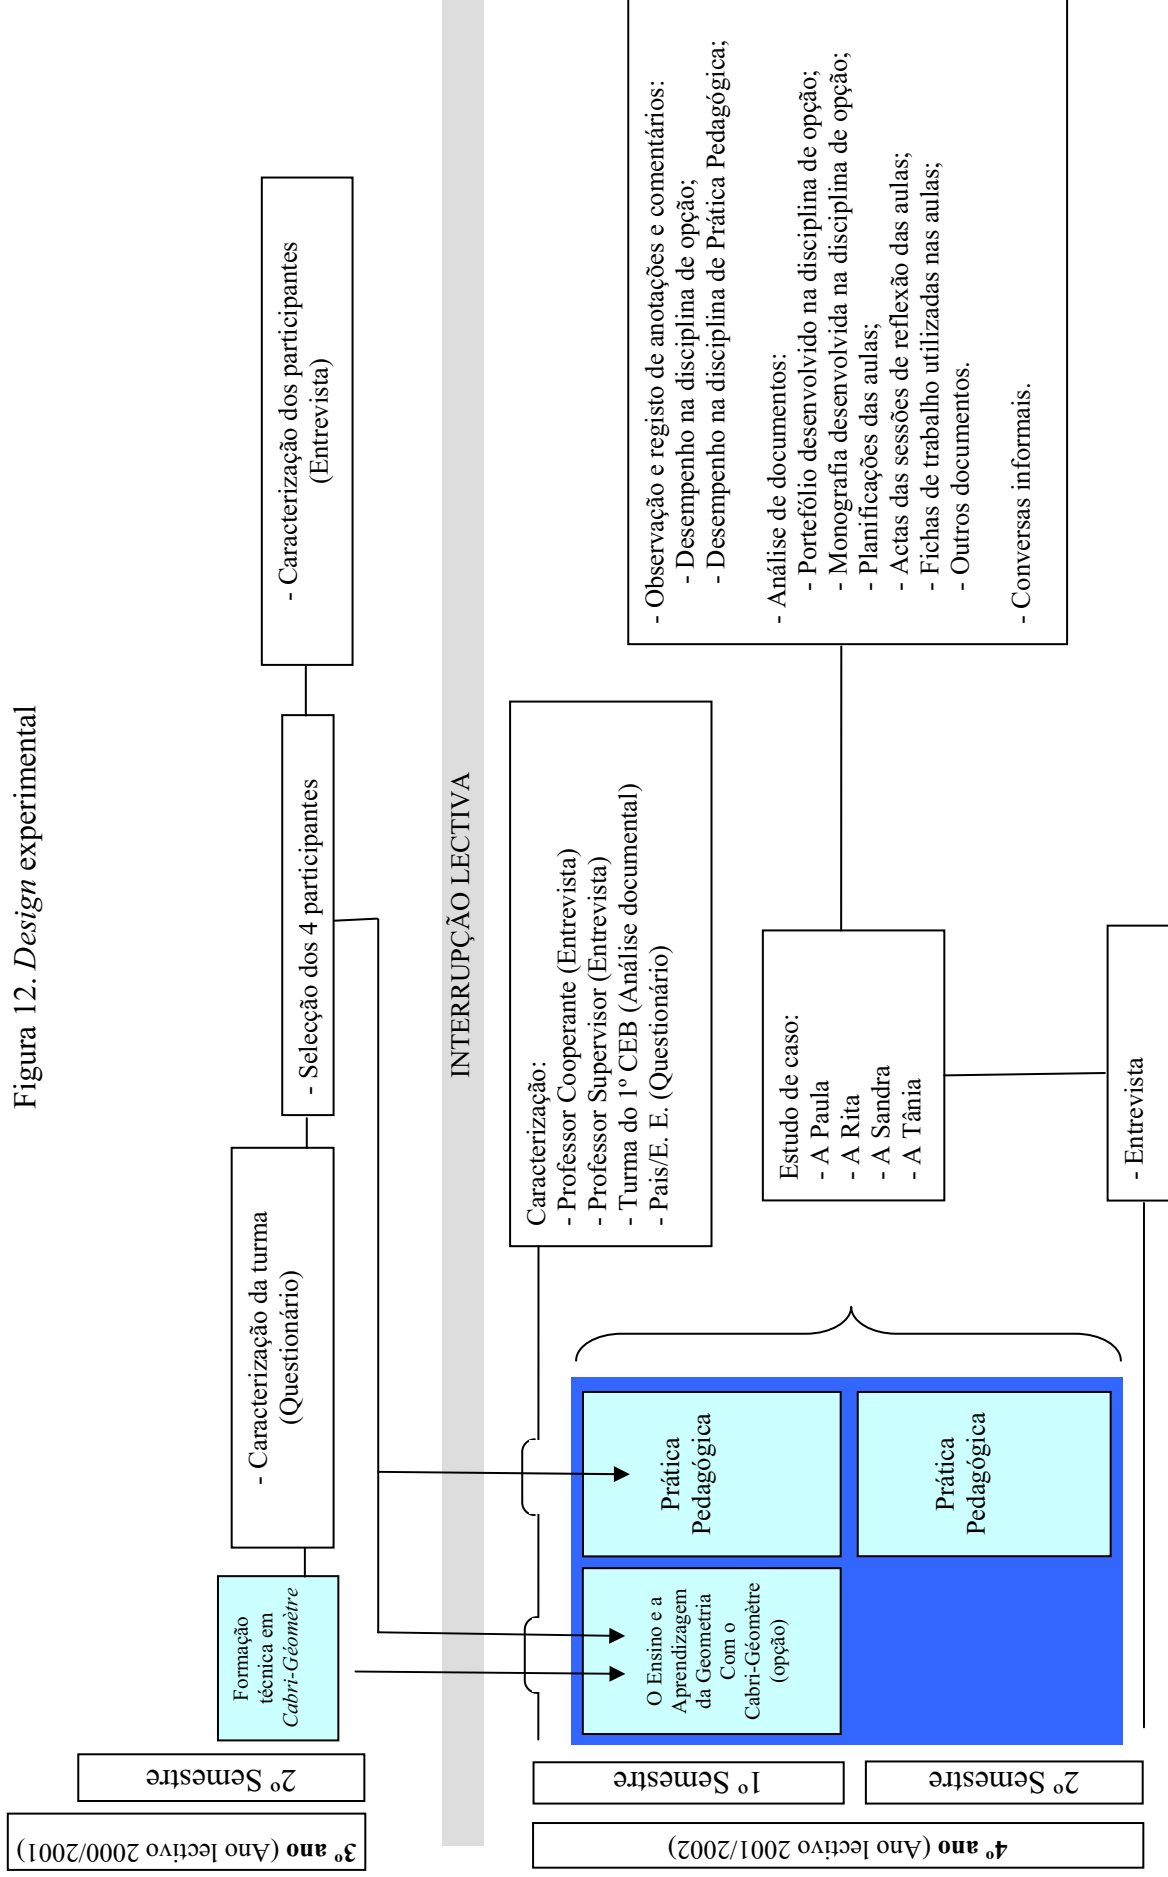 Figura 12. Design experimental
3º ano (Ano lectivo 2000/2001)
2º Semestre
Formação
técnica em
Cabri-Géomètre
- Caracterização da turma
(Questionário)
- Selecção dos 4 participantes
- Caracterização dos participantes
(Entrevista)
INTERRUPÇÃO LECTIVA
4º ano (Ano lectivo 2001/2002)
1º Semestre
2º Semestre
O Ensino e a
Aprendizagem
da Geometria
Com o
Cabri-Géomètre
(opção)
Prática
Pedagógica
Prática
Pedagógica
Caracterização:
- Professor Cooperante (Entrevista)
- Professor Supervisor (Entrevista)
- Turma do 1º CEB (Análise documental)
- Pais/E. E. (Questionário)
Estudo de caso:
- A Paula
- A Rita
- A Sandra
- A Tânia
- Observação e registo de anotações e comentários:
- Desempenho na disciplina de opção;
- Desempenho na disciplina de Prática Pedagógica;
- Análise de documentos:
- Portefólio desenvolvido na disciplina de opção;
- Monografia desenvolvida na disciplina de opção;
- Planificações das aulas;
- Actas das sessões de reflexão das aulas;
- Fichas de trabalho utilizadas nas aulas;
- Outros documentos.
- Conversas informais.
- Entrevista